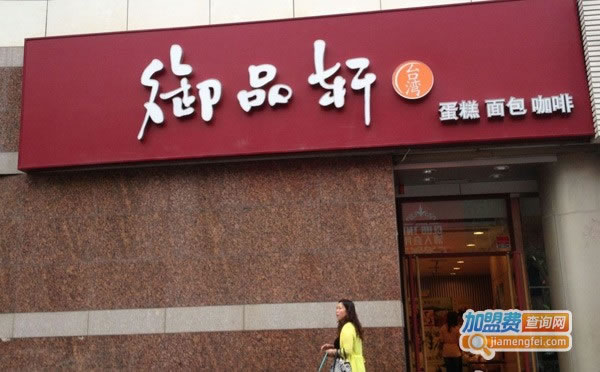 御品轩
台湾
蛋糕 面包 咖啡
加盟费查询网
jiamengfei.com